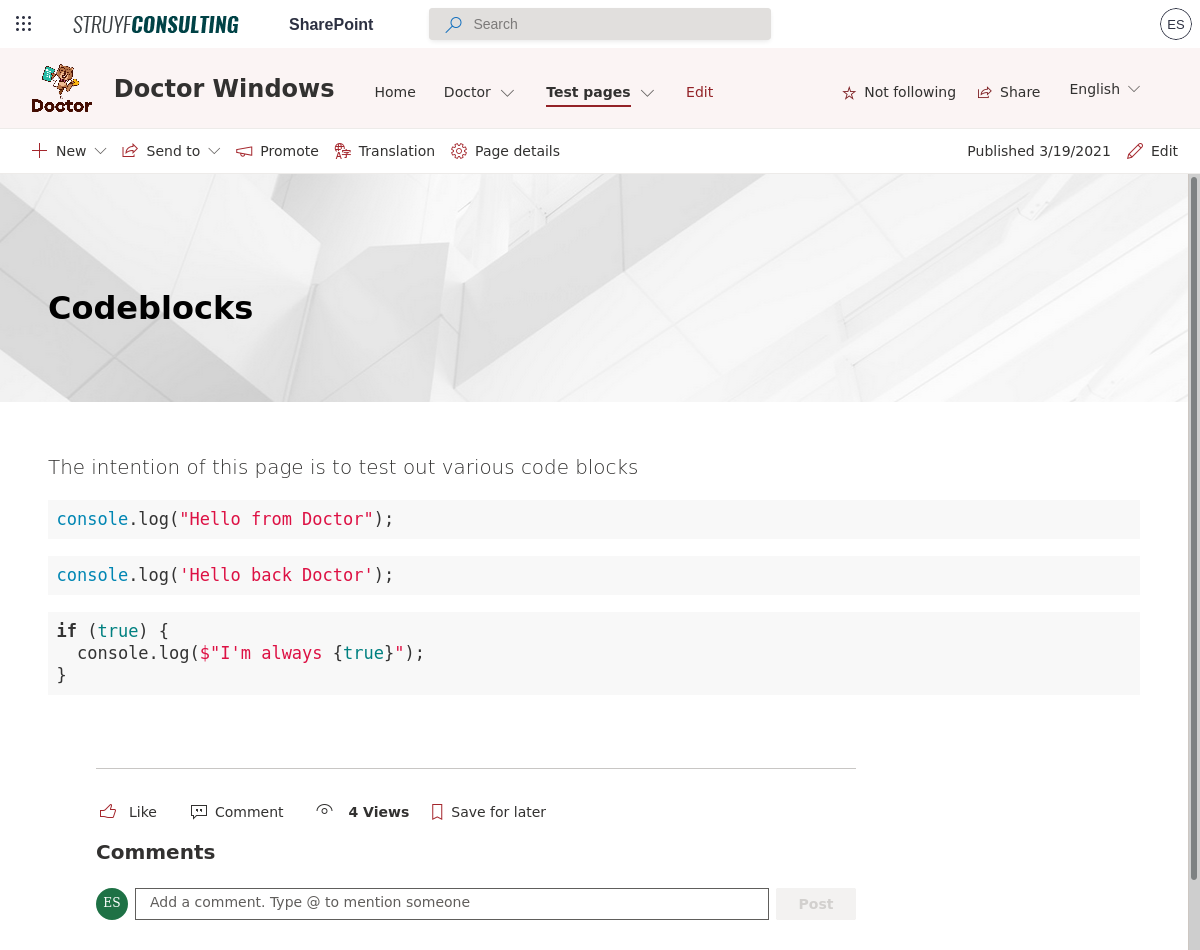 STRUYFCONSULTING SharePoint Search ES
Doctor Doctor Windows Home Doctor Test pages Edit Not following Share English
New Send to Promote Translation Page details Published 3/19/2021 Edit
Codeblocks
The intention of this page is to test out various code blocks
console.log("Hello from Doctor");
console.log('Hello back Doctor');
if (true) {
  console.log($"I'm always {true}");
}
Like Comment 4 Views Save for later
Comments
ES Add a comment. Type @ to mention someone Post